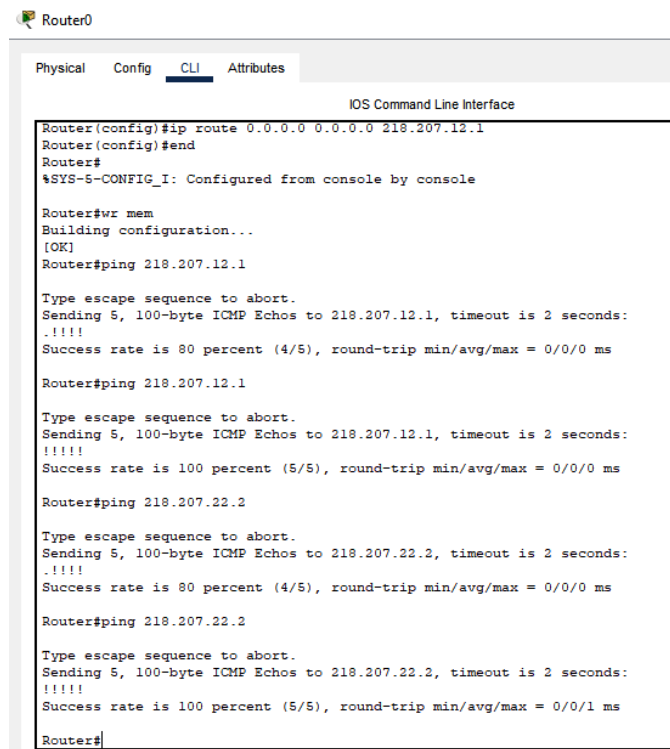 Router0
Physical Config CLI Attributes
IOS Command Line Interface
Router(config)#ip route 0.0.0.0 0.0.0.0 218.207.12.1
Router(config)#end
Router#
%SYS-5-CONFIG_I: Configured from console by console
Router#wr mem
Building configuration...
[OK]
Router#ping 218.207.12.1
Type escape sequence to abort.
Sending 5, 100-byte ICMP Echos to 218.207.12.1, timeout is 2 seconds:
.!!!!
Success rate is 80 percent (4/5), round-trip min/avg/max = 0/0/0 ms
Router#ping 218.207.12.1
Type escape sequence to abort.
Sending 5, 100-byte ICMP Echos to 218.207.12.1, timeout is 2 seconds:
!!!!!
Success rate is 100 percent (5/5), round-trip min/avg/max = 0/0/0 ms
Router#ping 218.207.22.2
Type escape sequence to abort.
Sending 5, 100-byte ICMP Echos to 218.207.22.2, timeout is 2 seconds:
.!!!!
Success rate is 80 percent (4/5), round-trip min/avg/max = 0/0/0 ms
Router#ping 218.207.22.2
Type escape sequence to abort.
Sending 5, 100-byte ICMP Echos to 218.207.22.2, timeout is 2 seconds:
!!!!!
Success rate is 100 percent (5/5), round-trip min/avg/max = 0/0/1 ms
Router#